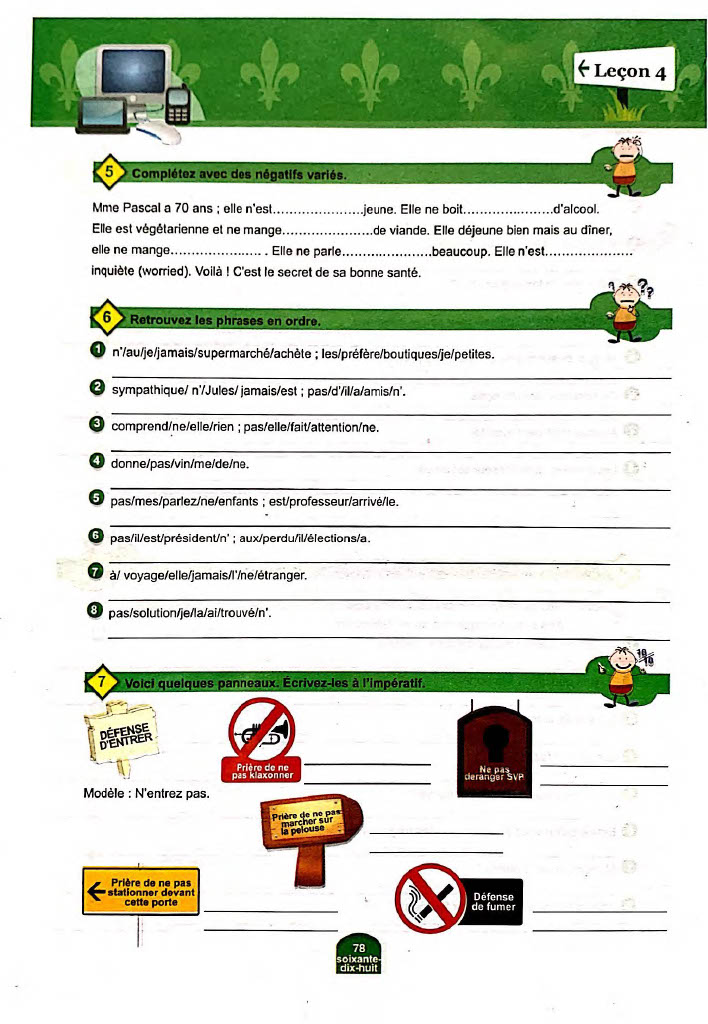 ← Leçon 4
5 Complétez avec des négatifs variés.
Mme Pascal a 70 ans ; elle n'est......................jeune. Elle ne boit......................d'alcool.
Elle est végétarienne et ne mange......................de viande. Elle déjeune bien mais au dîner,
elle ne mange...................... . Elle ne parle......................beaucoup. Elle n'est.....................
inquiète (worried). Voilà ! C'est le secret de sa bonne santé.
6 Retrouvez les phrases en ordre.
1 n'/au/je/jamais/supermarché/achète ; les/préfère/boutiques/je/petites.
2 sympathique/ n'/Jules/ jamais/est ; pas/d'/il/a/amis/n'.
3 comprend/ne/elle/rien ; pas/elle/fait/attention/ne.
4 donne/pas/vin/me/de/ne.
5 pas/mes/parlez/ne/enfants ; est/professeur/arrivé/le.
6 pas/il/est/président/n' ; aux/perdu/il/élections/a.
7 à/ voyage/elle/jamais/l'/ne/étranger.
8 pas/solution/je/la/ai/trouvé/n'.
10/10
7 Voici quelques panneaux. Écrivez-les à l'impératif.
DÉFENSE
D'ENTRER
Prière de ne
pas klaxonner
Ne pas
deranger SVP
Modèle : N'entrez pas.
Prière de ne pas
marcher sur
la pelouse
Prière de ne pas
stationner devant
cette porte
Défense
de fumer
78
soixante-
dix-huit